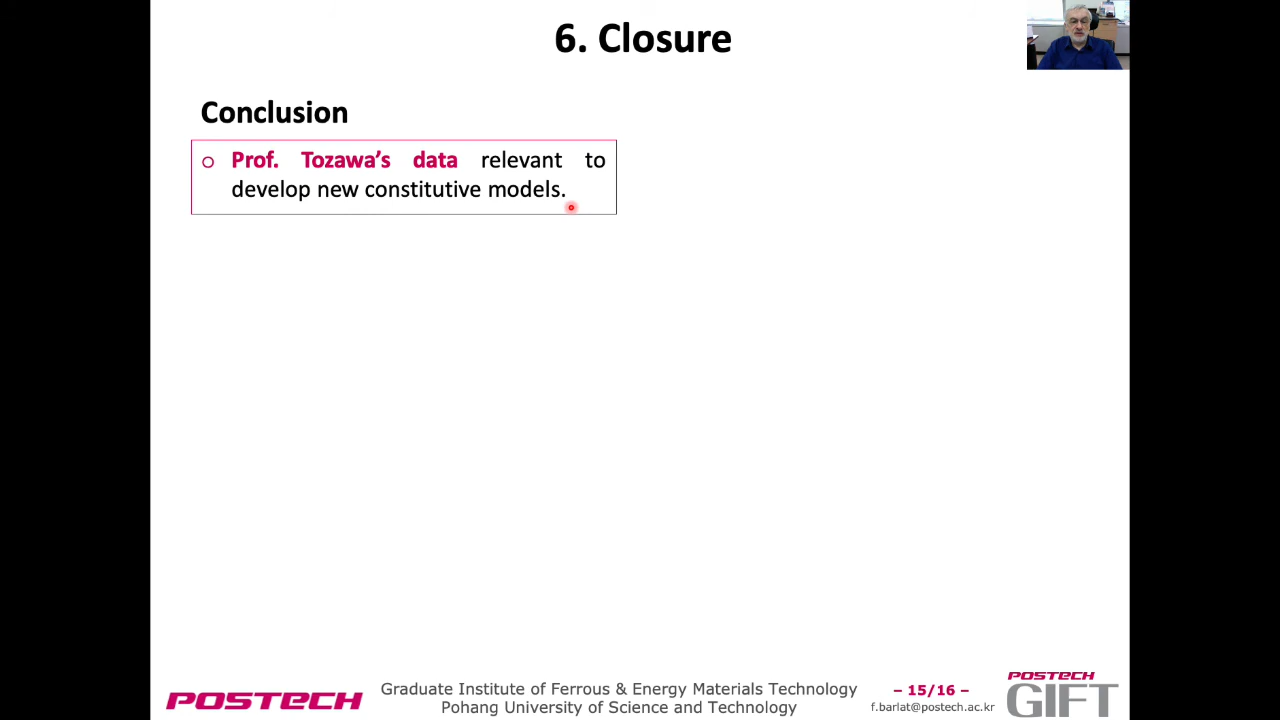 6. Closure
Conclusion
o Prof. Tozawa's data relevant to
develop new constitutive models.
POSTECH
Graduate Institute of Ferrous & Energy Materials Technology
Pohang University of Science and Technology
– 15/16 –
f.barlat@postech.ac.kr
POSTECH
GIFT